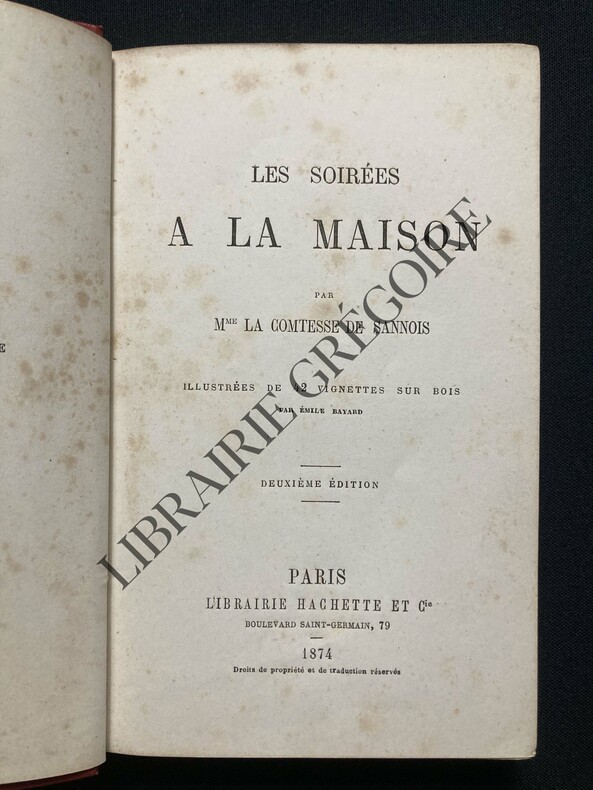 LES SOIRÉES
A LA MAISON
PAR
Mme LA COMTESSE DE SANNOIS
ILLUSTRÉES DE 42 VIGNETTES SUR BOIS
PAR ÉMILE BAYARD
DEUXIÈME ÉDITION
PARIS
LIBRAIRIE HACHETTE ET Cie
BOULEVARD SAINT-GERMAIN, 79
1874
Droits de propriété et de traduction réservés
LIBRAIRIE GRÉGOIRE
E